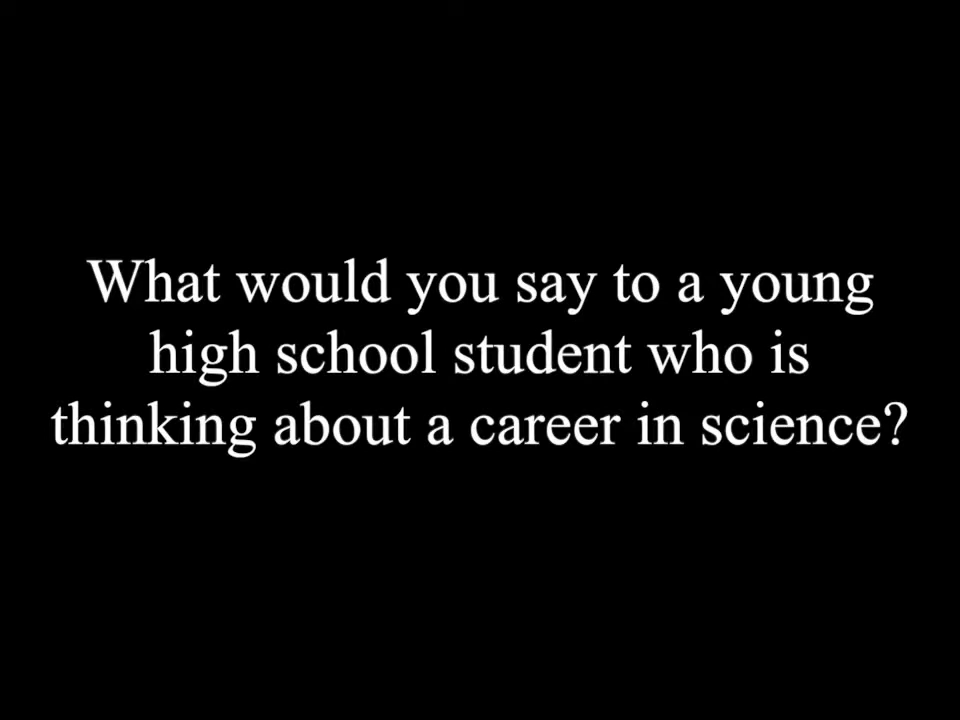 What would you say to a young
high school student who is
thinking about a career in science?